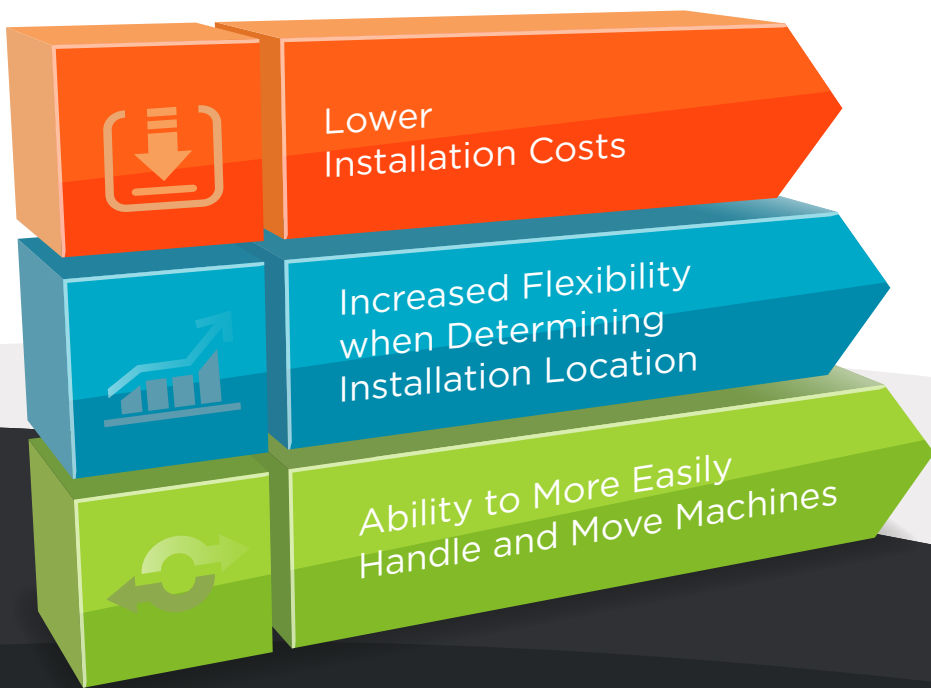 Lower
Installation Costs
Increased Flexibility
when Determining
Installation Location
Ability to More Easily
Handle and Move Machines